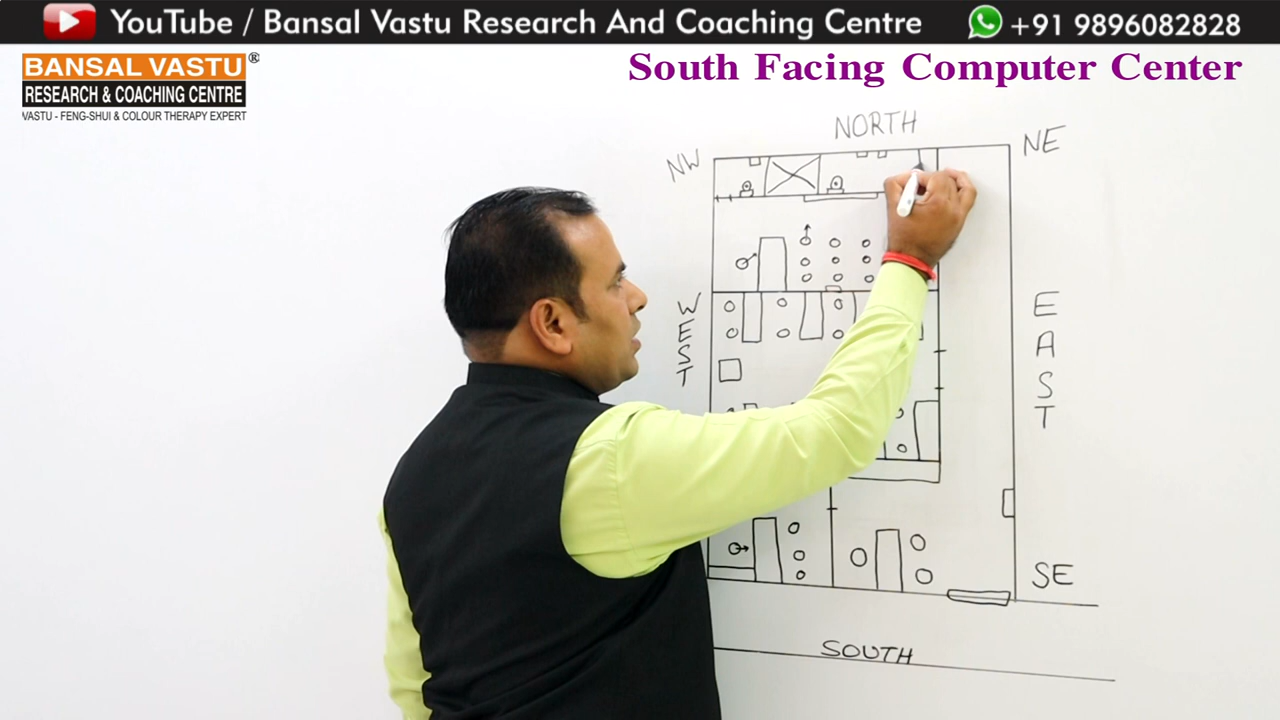 YouTube / Bansal Vastu Research And Coaching Centre +91 9896082828
BANSAL VASTU ®
RESEARCH & COACHING CENTRE
VASTU - FENG-SHUI & COLOUR THERAPY EXPERT
South Facing Computer Center
NORTH
NW
NE
WEST
EAST
SE
SOUTH